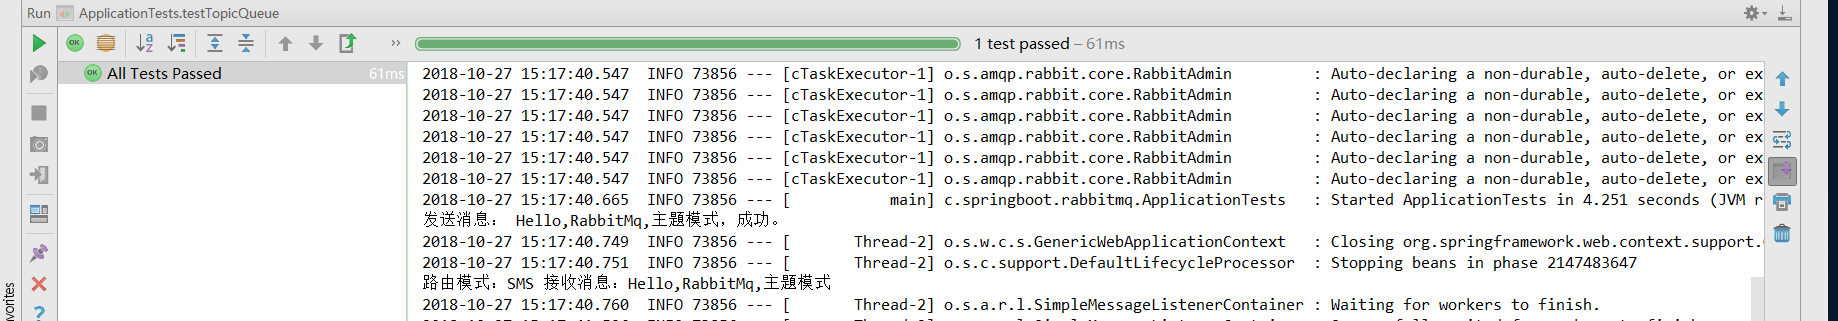 Run ApplicationTests.testTopicQueue
1 test passed – 61ms
All Tests Passed 61ms
2018-10-27 15:17:40.547  INFO 73856 --- [cTaskExecutor-1] o.s.amqp.rabbit.core.RabbitAdmin         : Auto-declaring a non-durable, auto-delete, or ex
2018-10-27 15:17:40.547  INFO 73856 --- [cTaskExecutor-1] o.s.amqp.rabbit.core.RabbitAdmin         : Auto-declaring a non-durable, auto-delete, or ex
2018-10-27 15:17:40.547  INFO 73856 --- [cTaskExecutor-1] o.s.amqp.rabbit.core.RabbitAdmin         : Auto-declaring a non-durable, auto-delete, or ex
2018-10-27 15:17:40.547  INFO 73856 --- [cTaskExecutor-1] o.s.amqp.rabbit.core.RabbitAdmin         : Auto-declaring a non-durable, auto-delete, or ex
2018-10-27 15:17:40.547  INFO 73856 --- [cTaskExecutor-1] o.s.amqp.rabbit.core.RabbitAdmin         : Auto-declaring a non-durable, auto-delete, or ex
2018-10-27 15:17:40.547  INFO 73856 --- [cTaskExecutor-1] o.s.amqp.rabbit.core.RabbitAdmin         : Auto-declaring a non-durable, auto-delete, or ex
2018-10-27 15:17:40.665  INFO 73856 --- [           main] c.springboot.rabbitmq.ApplicationTests   : Started ApplicationTests in 4.251 seconds (JVM r
发送消息： Hello,RabbitMq,主题模式，成功。
2018-10-27 15:17:40.749  INFO 73856 --- [       Thread-2] o.s.w.c.s.GenericWebApplicationContext   : Closing org.springframework.web.context.support.
2018-10-27 15:17:40.751  INFO 73856 --- [       Thread-2] o.s.c.support.DefaultLifecycleProcessor  : Stopping beans in phase 2147483647
路由模式：SMS 接收消息：Hello,RabbitMq,主题模式
2018-10-27 15:17:40.760  INFO 73856 --- [       Thread-2] o.s.a.r.l.SimpleMessageListenerContainer : Waiting for workers to finish.
vorites